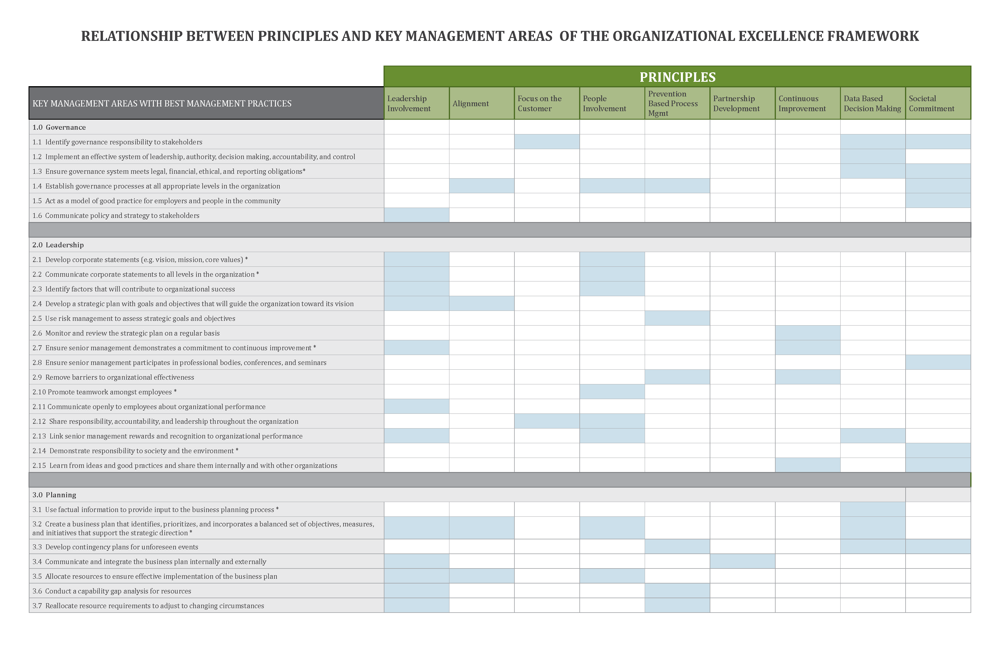 RELATIONSHIP BETWEEN PRINCIPLES AND KEY MANAGEMENT AREAS OF THE ORGANIZATIONAL EXCELLENCE FRAMEWORK
PRINCIPLES
KEY MANAGEMENT AREAS WITH BEST MANAGEMENT PRACTICES
Leadership
Involvement
Alignment
Focus on the
Customer
People
Involvement
Prevention
Based Process
Mgmt
Partnership
Development
Continuous
Improvement
Data Based
Decision Making
Societal
Commitment
1.0 Governance
1.1 Identify governance responsibility to stakeholders
1.2 Implement an effective system of leadership, authority, decision making, accountability, and control
1.3 Ensure governance system meets legal, financial, ethical, and reporting obligations*
1.4 Establish governance processes at all appropriate levels in the organization
1.5 Act as a model of good practice for employers and people in the community
1.6 Communicate policy and strategy to stakeholders
2.0 Leadership
2.1 Develop corporate statements (e.g. vision, mission, core values) *
2.2 Communicate corporate statements to all levels in the organization *
2.3 Identify factors that will contribute to organizational success
2.4 Develop a strategic plan with goals and objectives that will guide the organization toward its vision
2.5 Use risk management to assess strategic goals and objectives
2.6 Monitor and review the strategic plan on a regular basis
2.7 Ensure senior management demonstrates a commitment to continuous improvement *
2.8 Ensure senior management participates in professional bodies, conferences, and seminars
2.9 Remove barriers to organizational effectiveness
2.10 Promote teamwork amongst employees *
2.11 Communicate openly to employees about organizational performance
2.12 Share responsibility, accountability, and leadership throughout the organization
2.13 Link senior management rewards and recognition to organizational performance
2.14 Demonstrate responsibility to society and the environment *
2.15 Learn from ideas and good practices and share them internally and with other organizations
3.0 Planning
3.1 Use factual information to provide input to the business planning process *
3.2 Create a business plan that identifies, prioritizes, and incorporates a balanced set of objectives, measures,
and initiatives that support the strategic direction *
3.3 Develop contingency plans for unforeseen events
3.4 Communicate and integrate the business plan internally and externally
3.5 Allocate resources to ensure effective implementation of the business plan
3.6 Conduct a capability gap analysis for resources
3.7 Reallocate resource requirements to adjust to changing circumstances